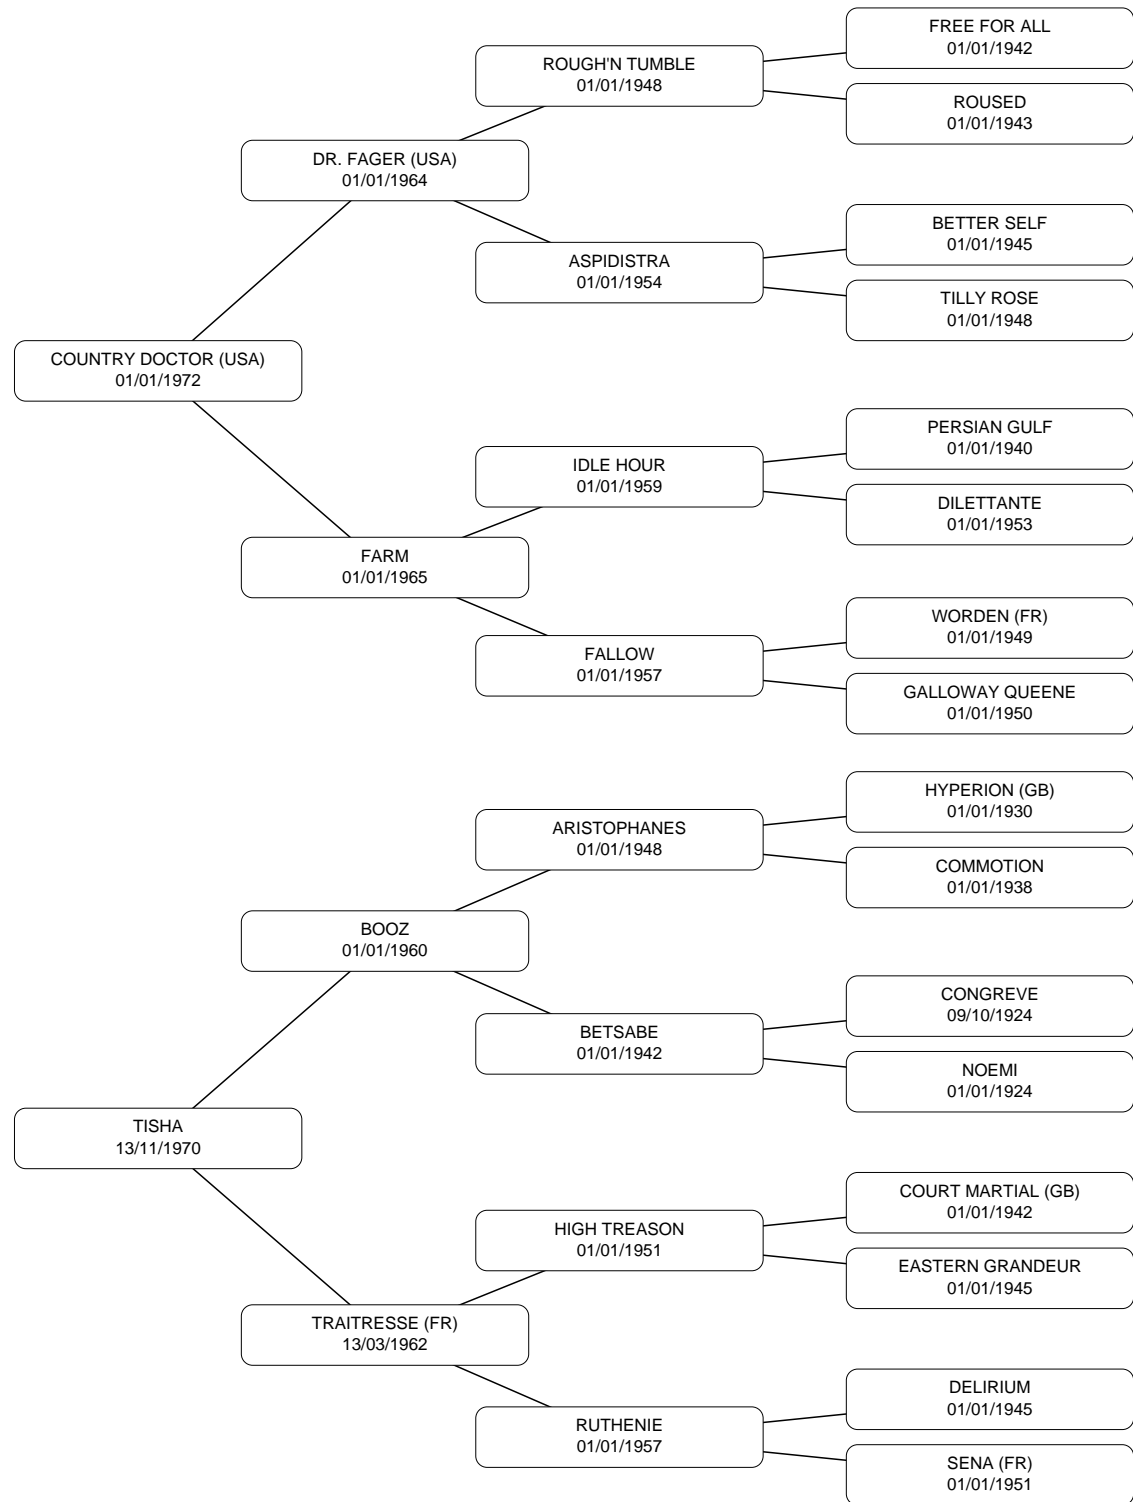 FREE FOR ALL
01/01/1942
ROUGH'N TUMBLE
01/01/1948
ROUSED
01/01/1943
DR. FAGER (USA)
01/01/1964
BETTER SELF
01/01/1945
ASPIDISTRA
01/01/1954
TILLY ROSE
01/01/1948
COUNTRY DOCTOR (USA)
01/01/1972
PERSIAN GULF
01/01/1940
IDLE HOUR
01/01/1959
DILETTANTE
01/01/1953
FARM
01/01/1965
WORDEN (FR)
01/01/1949
FALLOW
01/01/1957
GALLOWAY QUEENE
01/01/1950
HYPERION (GB)
01/01/1930
ARISTOPHANES
01/01/1948
COMMOTION
01/01/1938
BOOZ
01/01/1960
CONGREVE
09/10/1924
BETSABE
01/01/1942
NOEMI
01/01/1924
TISHA
13/11/1970
COURT MARTIAL (GB)
01/01/1942
HIGH TREASON
01/01/1951
EASTERN GRANDEUR
01/01/1945
TRAITRESSE (FR)
13/03/1962
DELIRIUM
01/01/1945
RUTHENIE
01/01/1957
SENA (FR)
01/01/1951